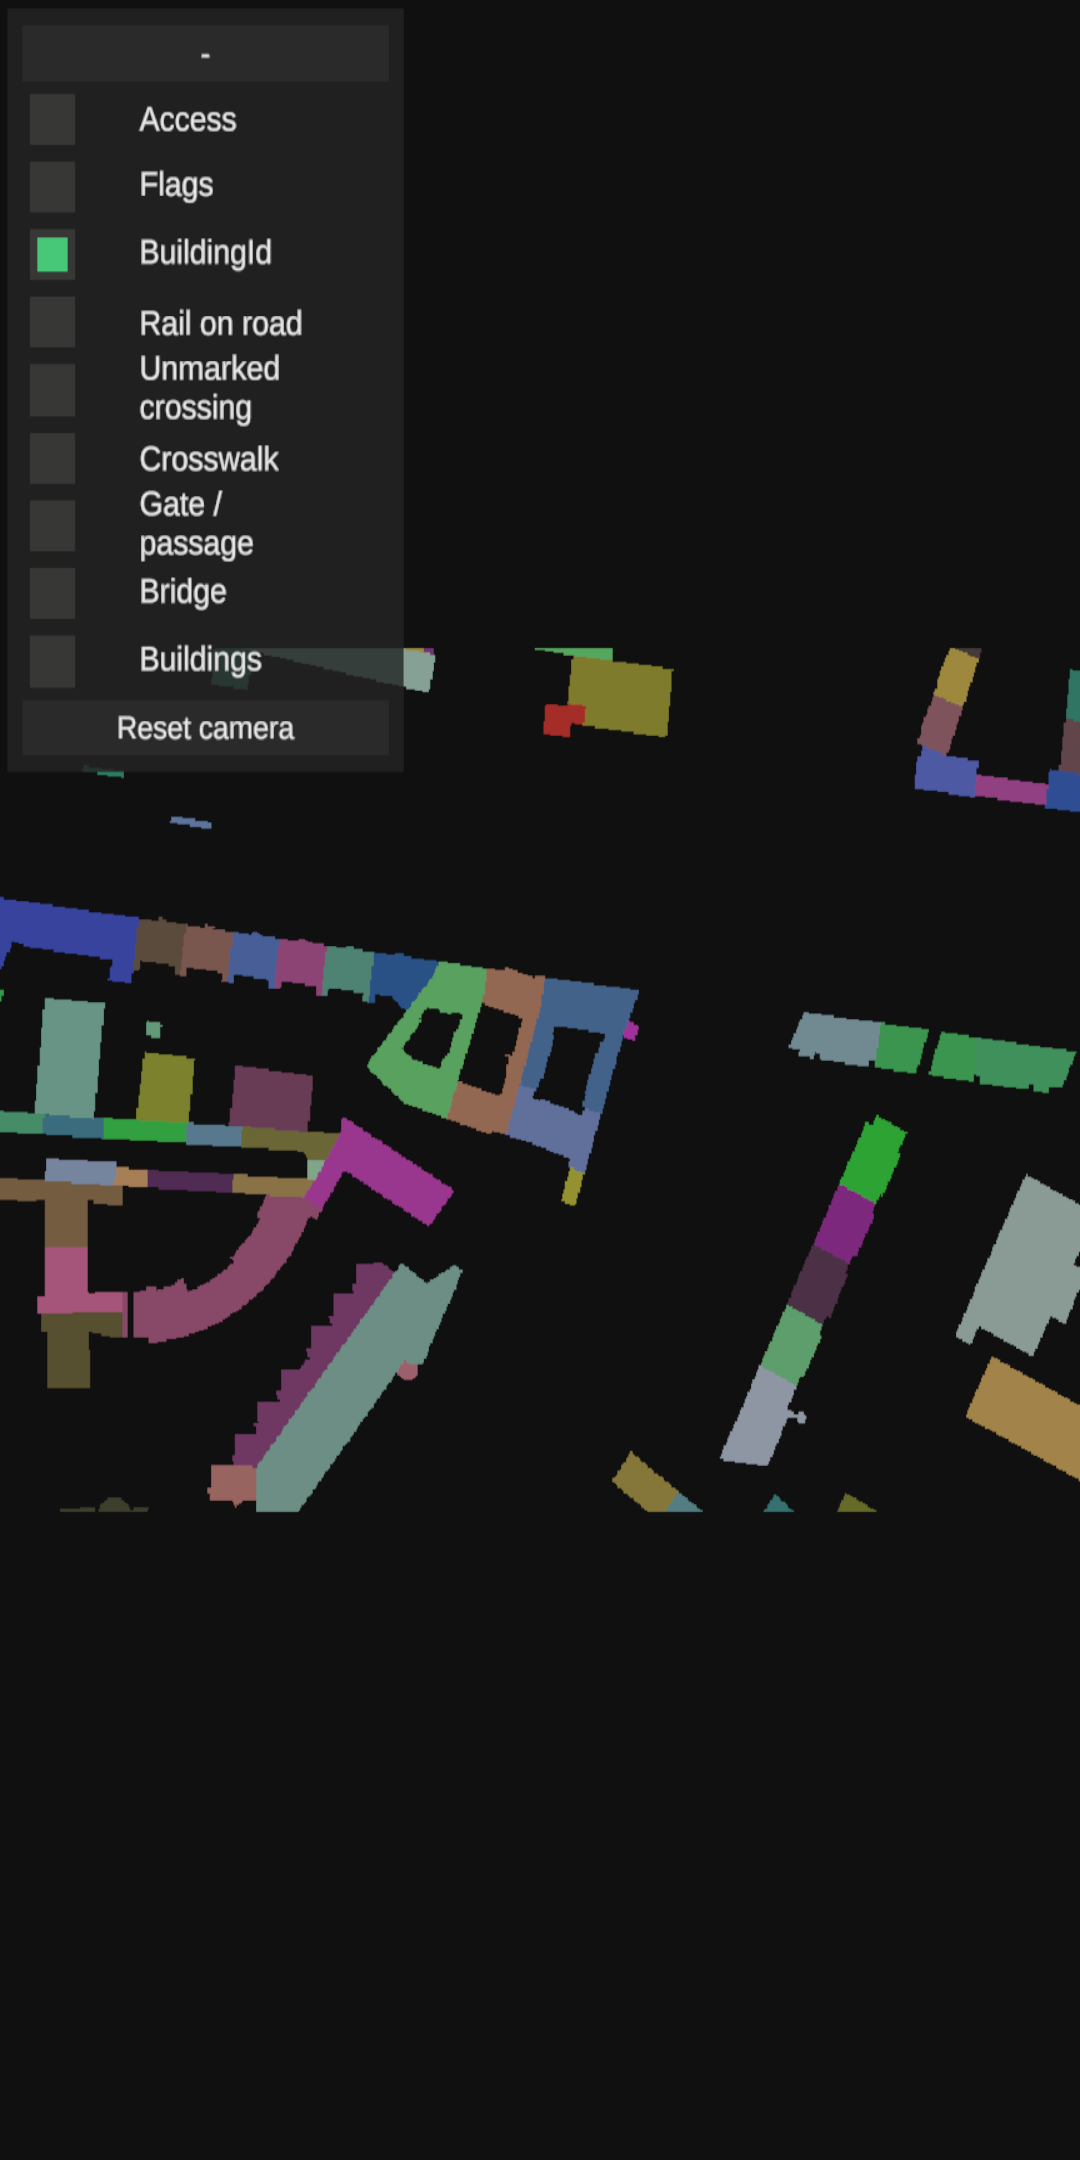 -
Access
Flags
BuildingId
Rail on road
Unmarked
crossing
Crosswalk
Gate /
passage
Bridge
Buildings
Reset camera